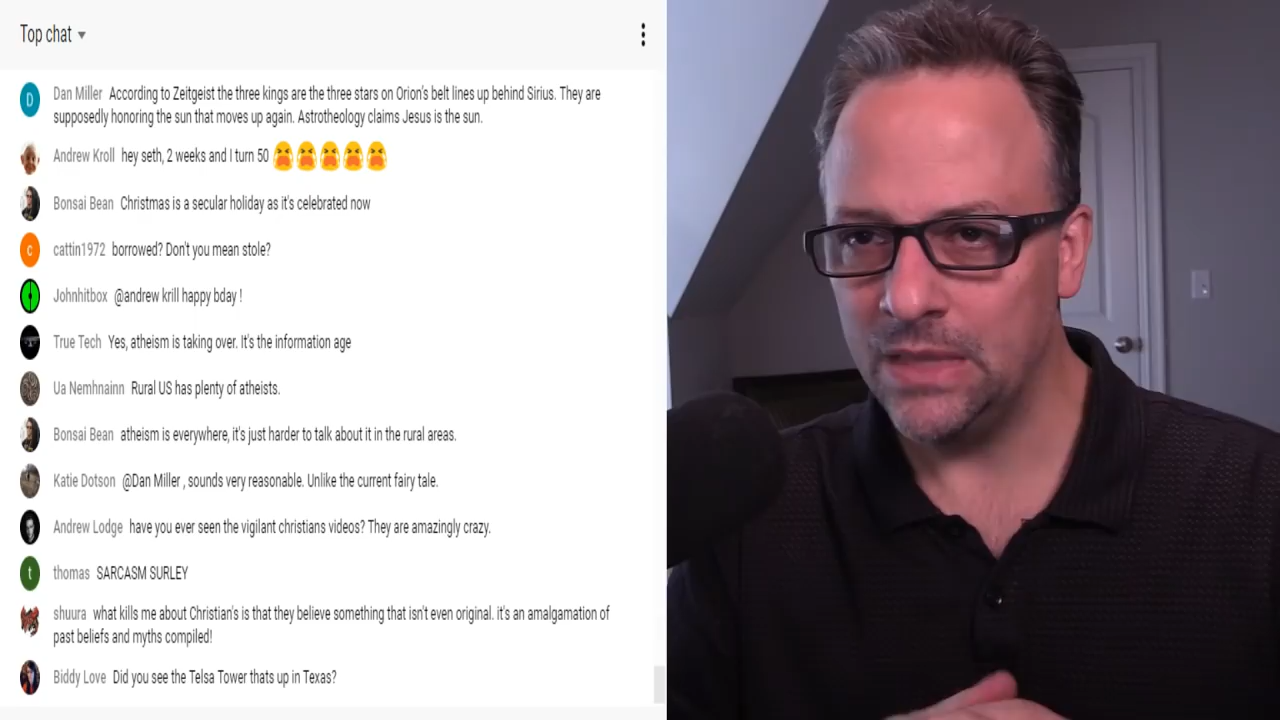 Top chat
Dan Miller According to Zeitgeist the three kings are the three stars on Orion's belt lines up behind Sirius. They are
supposedly honoring the sun that moves up again. Astrotheology claims Jesus is the sun.
Andrew Kroll hey seth, 2 weeks and I turn 50
Bonsai Bean Christmas is a secular holiday as it's celebrated now
cattin1972 borrowed? Don't you mean stole?
Johnhitbox @andrew krill happy bday !
True Tech Yes, atheism is taking over. It's the information age
Ua Nemhnainn Rural US has plenty of atheists.
Bonsai Bean atheism is everywhere, it's just harder to talk about it in the rural areas.
Katie Dotson @Dan Miller , sounds very reasonable. Unlike the current fairy tale.
Andrew Lodge have you ever seen the vigilant christians videos? They are amazingly crazy.
thomas SARCASM SURLEY
shuura what kills me about Christian's is that they believe something that isn't even original. it's an amalgamation of
past beliefs and myths compiled!
Biddy Love Did you see the Telsa Tower thats up in Texas?
D
c
t